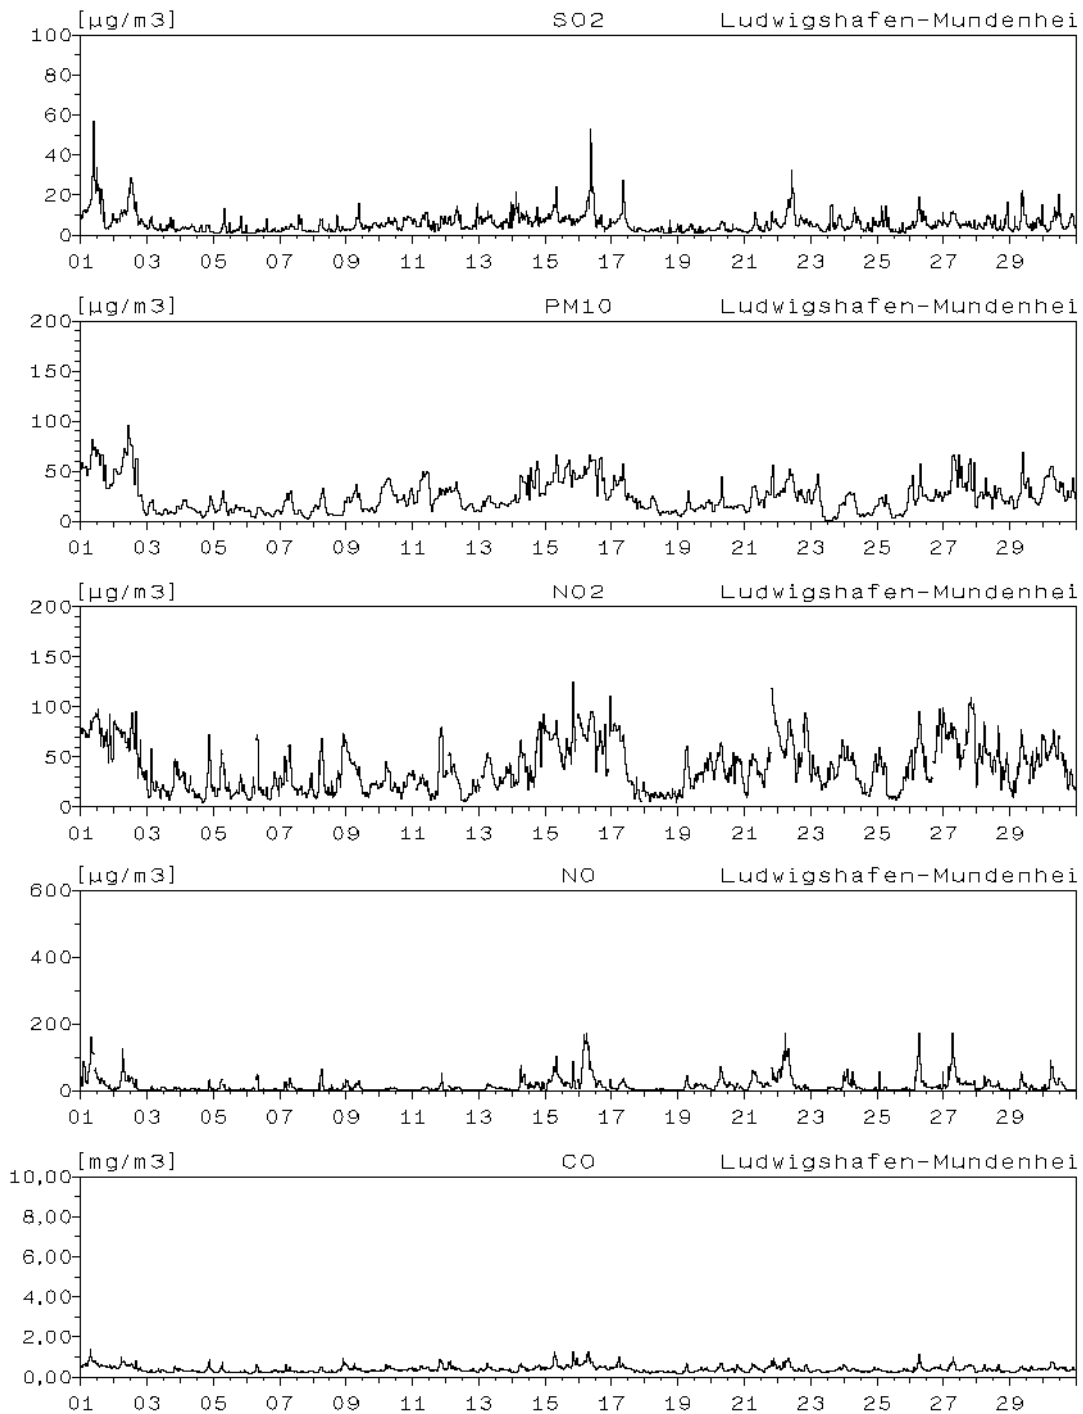 [µg/m3] SO2 Ludwigshafen-Mundenhei
100
80
60
40
20
0
01 03 05 07 09 11 13 15 17 19 21 23 25 27 29
[µg/m3] PM10 Ludwigshafen-Mundenhei
200
150
100
50
0
01 03 05 07 09 11 13 15 17 19 21 23 25 27 29
[µg/m3] NO2 Ludwigshafen-Mundenhei
200
150
100
50
0
01 03 05 07 09 11 13 15 17 19 21 23 25 27 29
[µg/m3] NO Ludwigshafen-Mundenhei
600
400
200
0
01 03 05 07 09 11 13 15 17 19 21 23 25 27 29
[mg/m3] CO Ludwigshafen-Mundenhei
10,00
8,00
6,00
4,00
2,00
0,00
01 03 05 07 09 11 13 15 17 19 21 23 25 27 29